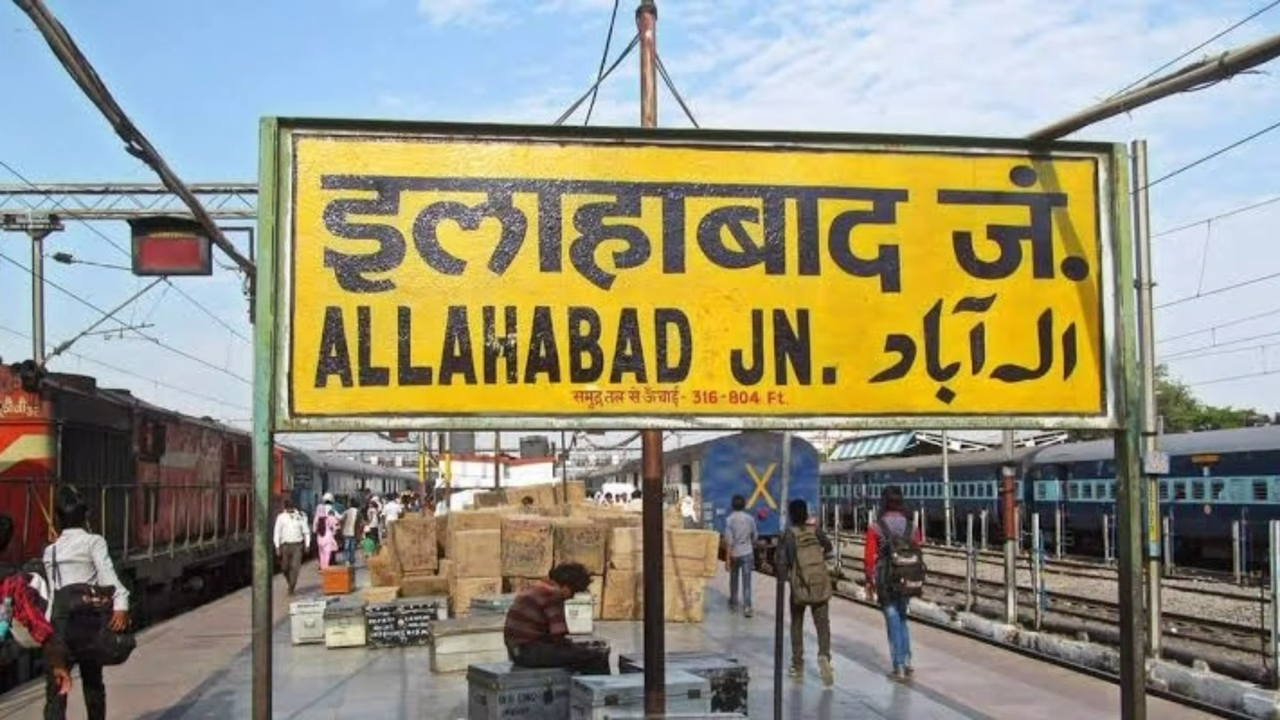 इलाहाबाद जं.
ALLAHABAD JN. الہ آباد
समुद्र तल से ऊँचाई- 316-804 Ft.
X